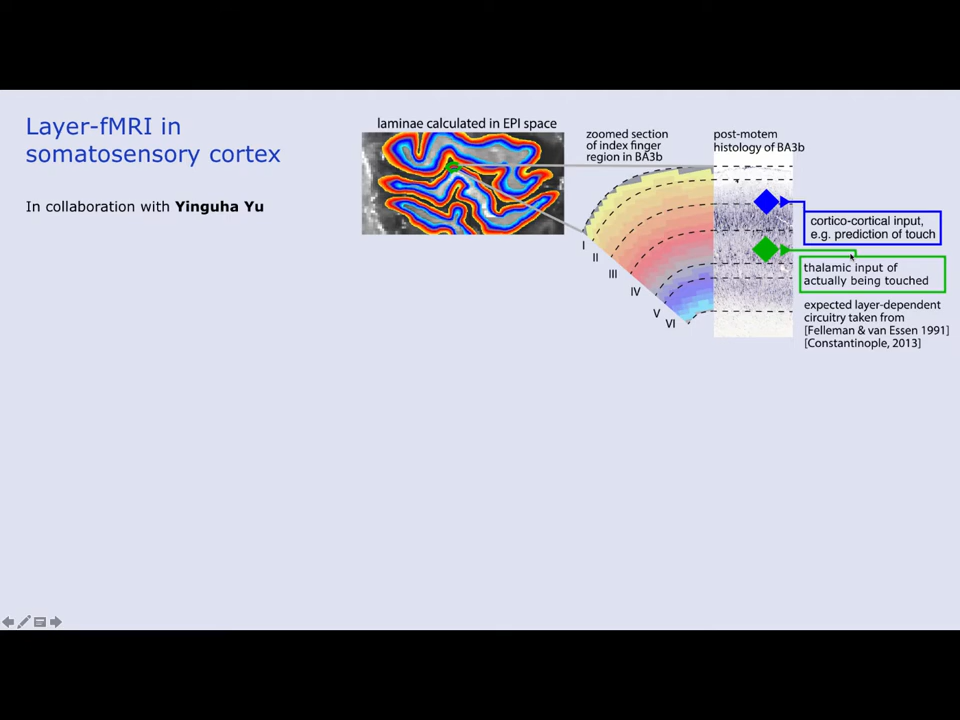 Layer-fMRI in
somatosensory cortex
In collaboration with Yinguha Yu
laminae calculated in EPI space
zoomed section
of index finger
region in BA3b
post-motem
histology of BA3b
I
II
III
IV
V
VI
cortico-cortical input,
e.g. prediction of touch
thalamic input of
actually being touched
expected layer-dependent
circuitry taken from
[Felleman & van Essen 1991]
[Constantinople, 2013]